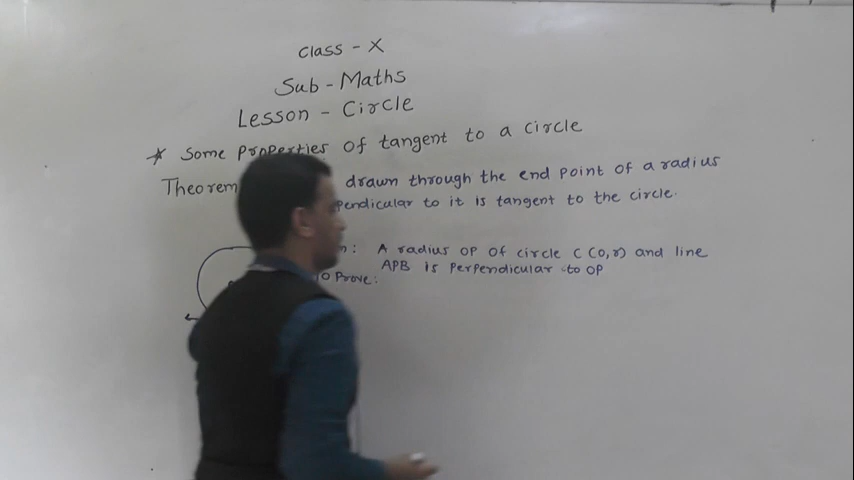 Class - X
Sub - Maths
Lesson - Circle
* Some properties of tangent to a circle
Theorem drawn through the end point of a radius
pendicular to it is tangent to the circle.
n: A radius OP of circle C (O, r) and line
APB is perpendicular to OP
To Prove: